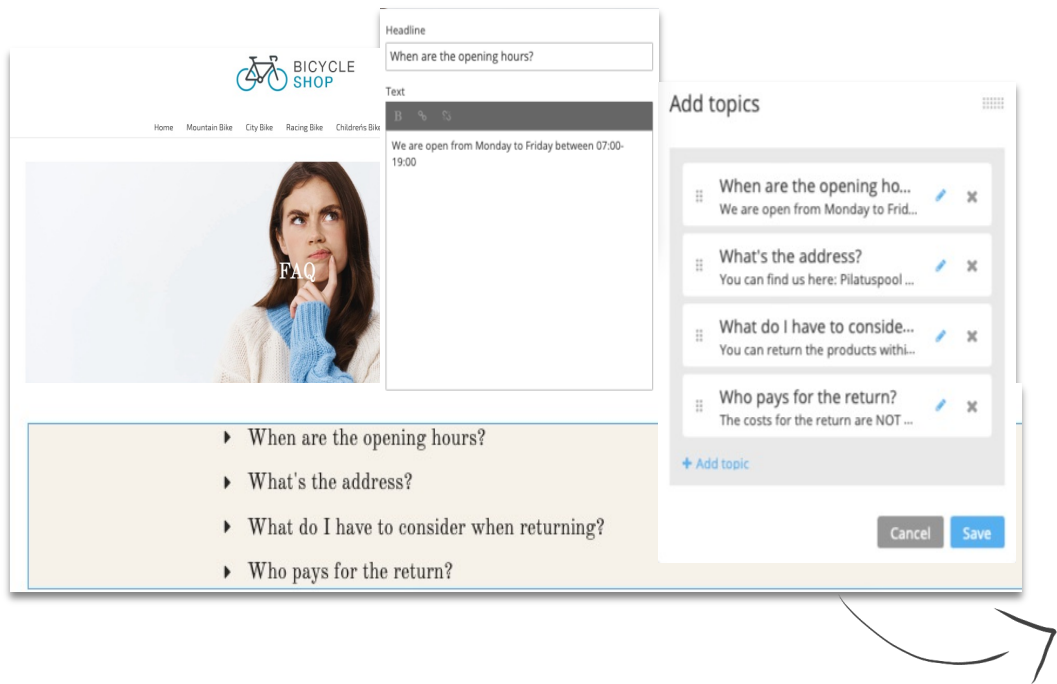 BICYCLE
SHOP
Home Mountain Bike City Bike Racing Bike Children's Bike
FAQ
Headline
When are the opening hours?
Text
B
We are open from Monday to Friday between 07:00-
19:00
Add topics
When are the opening ho...
We are open from Monday to Frid...
What's the address?
You can find us here: Pilatuspool ...
What do I have to conside...
You can return the products withi...
Who pays for the return?
The costs for the return are NOT ...
+ Add topic
Cancel Save
When are the opening hours?
What's the address?
What do I have to consider when returning?
Who pays for the return?